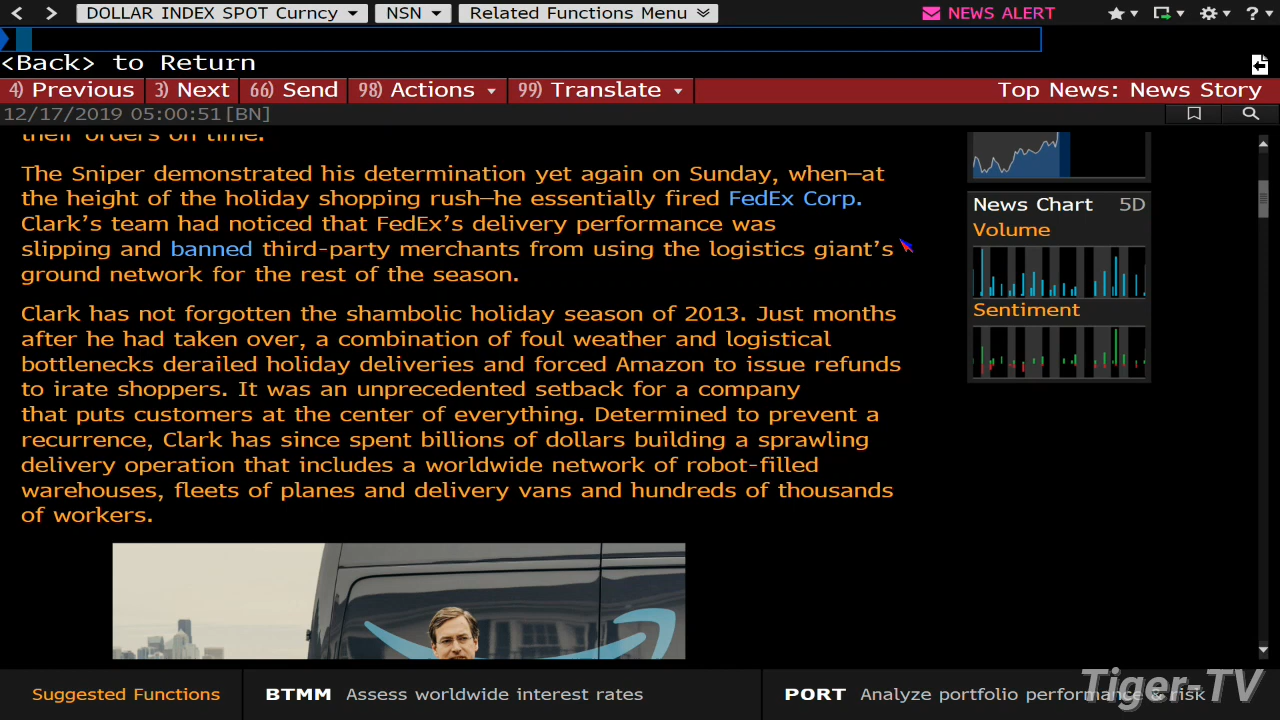 DOLLAR INDEX SPOT Curncy
NSN
Related Functions Menu
NEWS ALERT
<Back> to Return
4) Previous
3) Next
66) Send
98) Actions
99) Translate
Top News: News Story
12/17/2019 05:00:51[BN]
their orders on time.
The Sniper demonstrated his determination yet again on Sunday, when—at
the height of the holiday shopping rush—he essentially fired FedEx Corp.
Clark’s team had noticed that FedEx’s delivery performance was
slipping and banned third-party merchants from using the logistics giant’s
ground network for the rest of the season.
Clark has not forgotten the shambolic holiday season of 2013. Just months
after he had taken over, a combination of foul weather and logistical
bottlenecks derailed holiday deliveries and forced Amazon to issue refunds
to irate shoppers. It was an unprecedented setback for a company
that puts customers at the center of everything. Determined to prevent a
recurrence, Clark has since spent billions of dollars building a sprawling
delivery operation that includes a worldwide network of robot-filled
warehouses, fleets of planes and delivery vans and hundreds of thousands
of workers.
News Chart 5D
Volume
Sentiment
Suggested Functions
BTMM Assess worldwide interest rates
PORT Analyze portfolio performance & risk
Tiger-TV